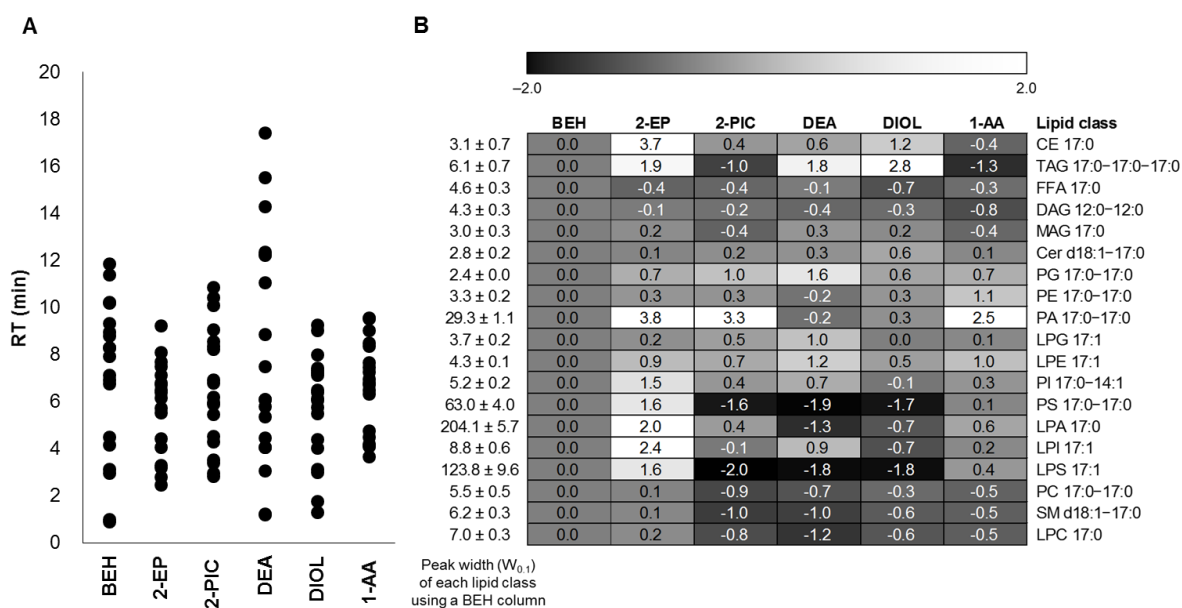 A
RT (min)
20
18
16
14
12
10
8
6
4
2
0
BEH
2-EP
2-PIC
DEA
DIOL
1-AA
B
−2.0 2.0
BEH 2-EP 2-PIC DEA DIOL 1-AA Lipid class
3.1 ± 0.7 0.0 3.7 0.4 0.6 1.2 -0.4 CE 17:0
6.1 ± 0.7 0.0 1.9 -1.0 1.8 2.8 -1.3 TAG 17:0−17:0−17:0
4.6 ± 0.3 0.0 -0.4 -0.4 -0.1 -0.7 -0.3 FFA 17:0
4.3 ± 0.3 0.0 -0.1 -0.2 -0.4 -0.3 -0.8 DAG 12:0−12:0
3.0 ± 0.3 0.0 0.2 -0.4 0.3 0.2 -0.4 MAG 17:0
2.8 ± 0.2 0.0 0.1 0.2 0.3 0.6 0.1 Cer d18:1−17:0
2.4 ± 0.0 0.0 0.7 1.0 1.6 0.6 0.7 PG 17:0−17:0
3.3 ± 0.2 0.0 0.3 0.3 -0.2 0.3 1.1 PE 17:0−17:0
29.3 ± 1.1 0.0 3.8 3.3 -0.2 0.3 2.5 PA 17:0−17:0
3.7 ± 0.2 0.0 0.2 0.5 1.0 0.0 0.1 LPG 17:1
4.3 ± 0.1 0.0 0.9 0.7 1.2 0.5 1.0 LPE 17:1
5.2 ± 0.2 0.0 1.5 0.4 0.7 -0.1 0.3 PI 17:0−14:1
63.0 ± 4.0 0.0 1.6 -1.6 -1.9 -1.7 0.1 PS 17:0−17:0
204.1 ± 5.7 0.0 2.0 0.4 -1.3 -0.7 0.6 LPA 17:0
8.8 ± 0.6 0.0 2.4 -0.1 0.9 -0.7 0.2 LPI 17:1
123.8 ± 9.6 0.0 1.6 -2.0 -1.8 -1.8 0.4 LPS 17:1
5.5 ± 0.5 0.0 0.1 -0.9 -0.7 -0.3 -0.5 PC 17:0−17:0
6.2 ± 0.3 0.0 0.1 -1.0 -1.0 -0.6 -0.5 SM d18:1−17:0
7.0 ± 0.3 0.0 0.2 -0.8 -1.2 -0.6 -0.5 LPC 17:0
Peak width (W0.1)
of each lipid class
using a BEH column